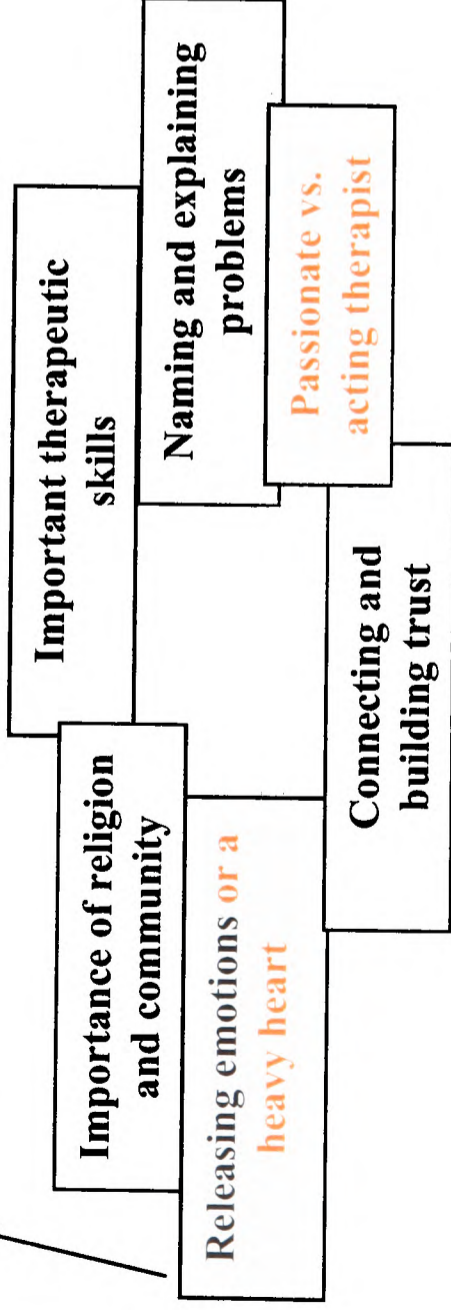 Important therapeutic
skills
Importance of religion
and community
Naming and explaining
problems
Releasing emotions or a
heavy heart
Passionate vs.
acting therapist
Connecting and
building trust